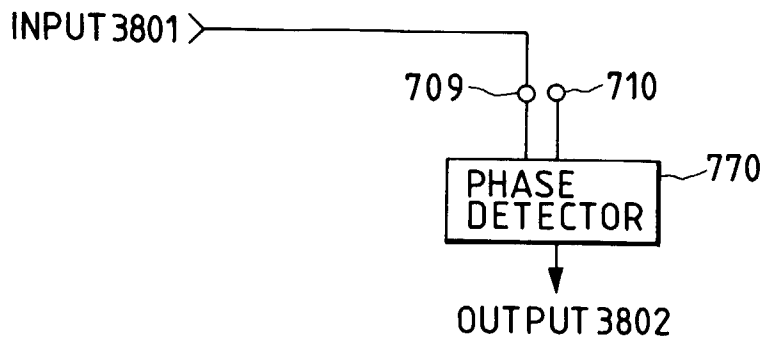 INPUT 3801
709
710
770
PHASE
DETECTOR
OUTPUT 3802